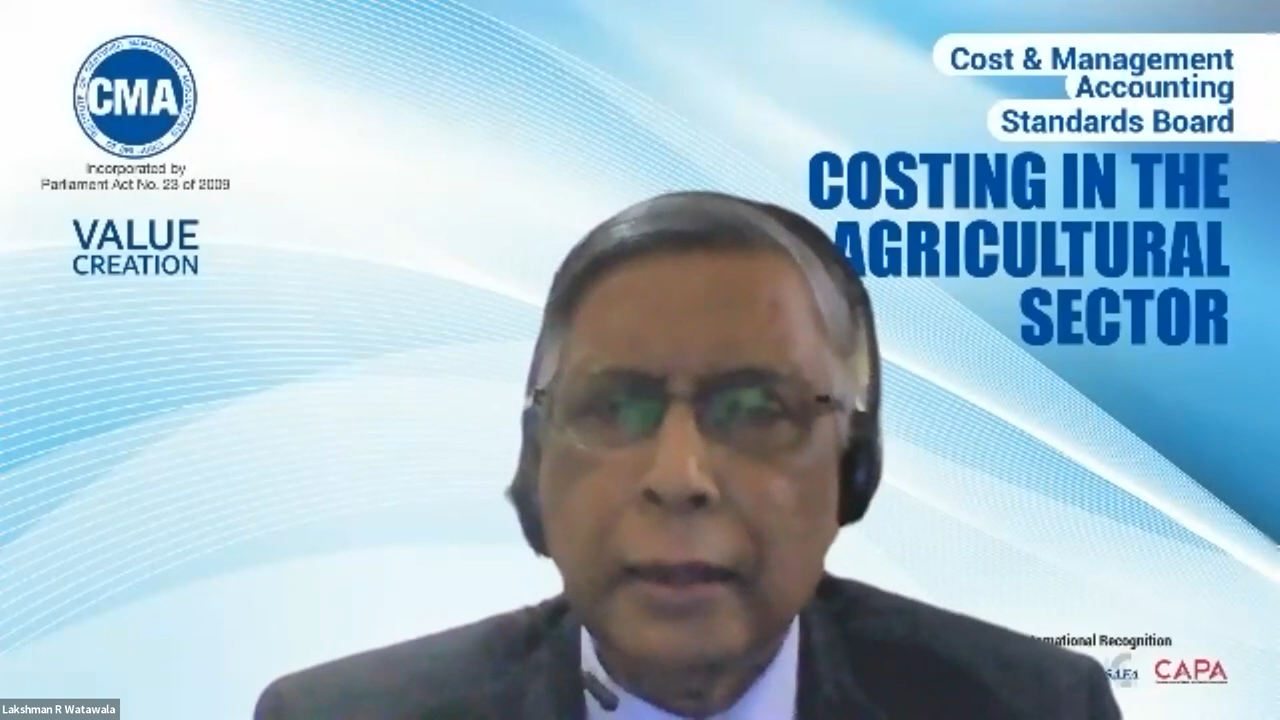 CMA
Incorporated by
Parliament Act No. 23 of 2009
VALUE
CREATION
Cost & Management
Accounting
Standards Board
COSTING IN THE
AGRICULTURAL
SECTOR
Recognition
CAPA
Lakshman R Watawala